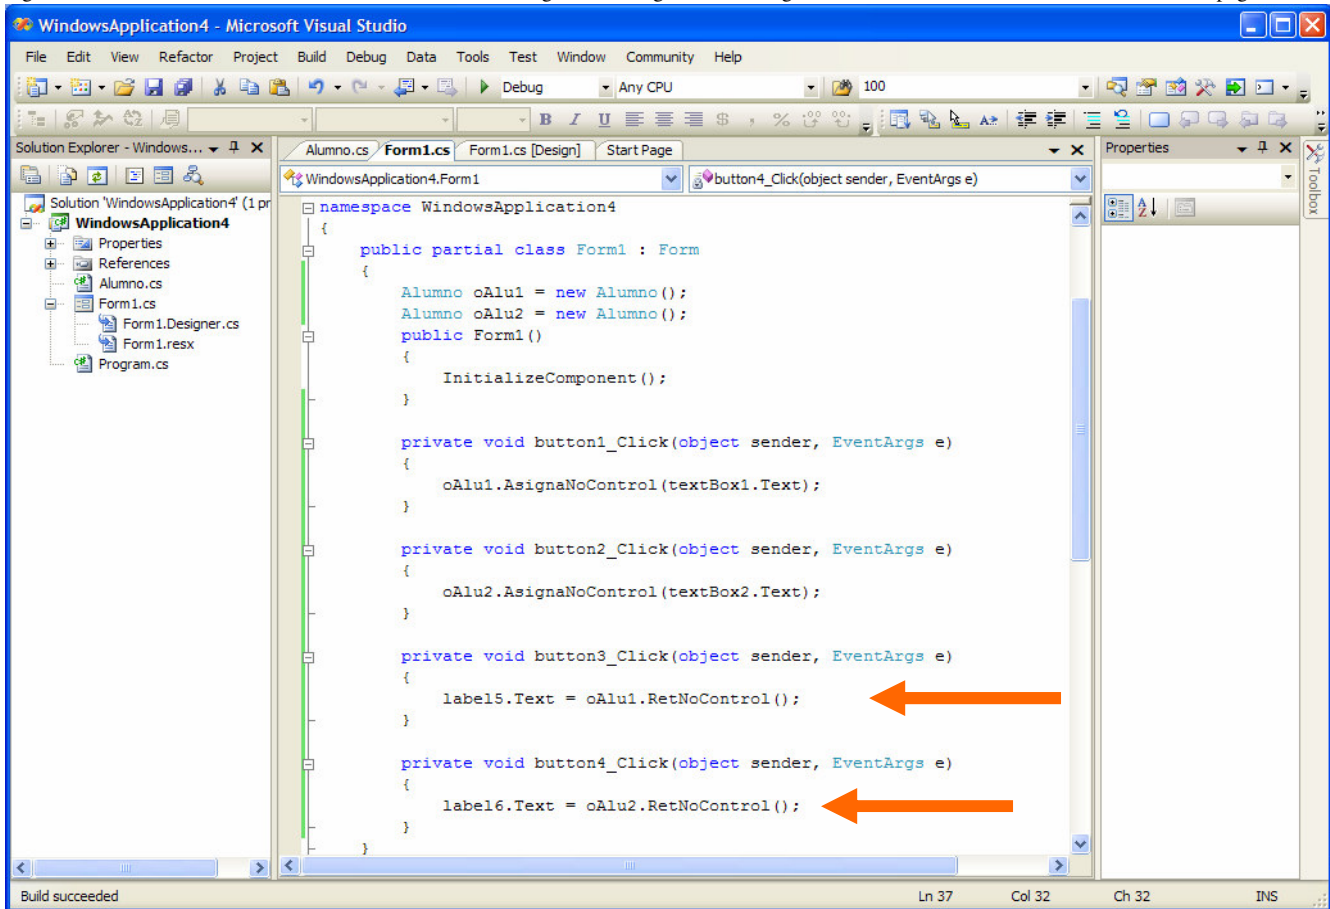 WindowsApplication4 - Microsoft Visual Studio
File Edit View Refactor Project Build Debug Data Tools Test Window Community Help
Debug Any CPU 100
B I U $ , %
Solution Explorer - Windows...
Solution 'WindowsApplication4' (1 pr
WindowsApplication4
Properties
References
Alumno.cs
Form1.cs
Form1.Designer.cs
Form1.resx
Program.cs
Alumno.cs Form1.cs Form1.cs [Design] Start Page
WindowsApplication4.Form1 button4_Click(object sender, EventArgs e)
namespace WindowsApplication4
{
public partial class Form1 : Form
{
Alumno oAlu1 = new Alumno();
Alumno oAlu2 = new Alumno();
public Form1()
{
InitializeComponent();
}
private void button1_Click(object sender, EventArgs e)
{
oAlu1.AsignaNoControl(textBox1.Text);
}
private void button2_Click(object sender, EventArgs e)
{
oAlu2.AsignaNoControl(textBox2.Text);
}
private void button3_Click(object sender, EventArgs e)
{
label5.Text = oAlu1.RetNoControl();
}
private void button4_Click(object sender, EventArgs e)
{
label6.Text = oAlu2.RetNoControl();
}
}
Properties
Toolbox
Build succeeded Ln 37 Col 32 Ch 32 INS